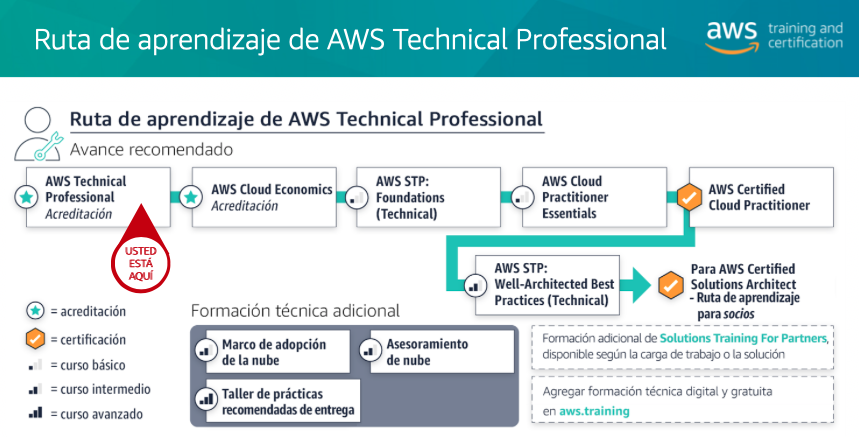 Ruta de aprendizaje de AWS Technical Professional
aws training and
certification
Ruta de aprendizaje de AWS Technical Professional
Avance recomendado
AWS Technical
Professional
Acreditación
AWS Cloud Economics
Acreditación
AWS STP:
Foundations
(Technical)
AWS Cloud
Practitioner
Essentials
AWS Certified
Cloud Practitioner
USTED
ESTÁ
AQUÍ
AWS STP:
Well-Architected Best
Practices (Technical)
Para AWS Certified
Solutions Architect
- Ruta de aprendizaje
para socios
= acreditación
= certificación
= curso básico
= curso intermedio
= curso avanzado
Formación técnica adicional
Marco de adopción
de la nube
Asesoramiento
de nube
Taller de prácticas
recomendadas de entrega
Formación adicional de Solutions Training For Partners,
disponible según la carga de trabajo o la solución
Agregar formación técnica digital y gratuita
en aws.training